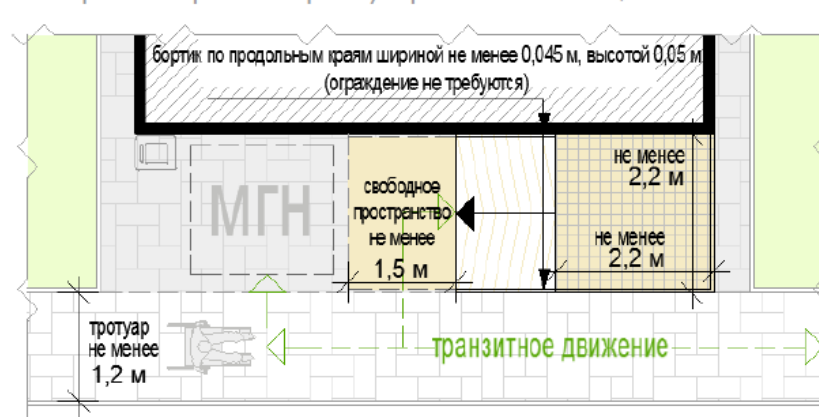 бортик по продольным краям шириной не менее 0,045 м, высотой 0,05 м
(ограждение не требуются)
не менее
2,2 м
МГН
свободное
пространство
не менее
1,5 м
не менее
2,2 м
тротуар
не менее
1,2 м
транзитное движение